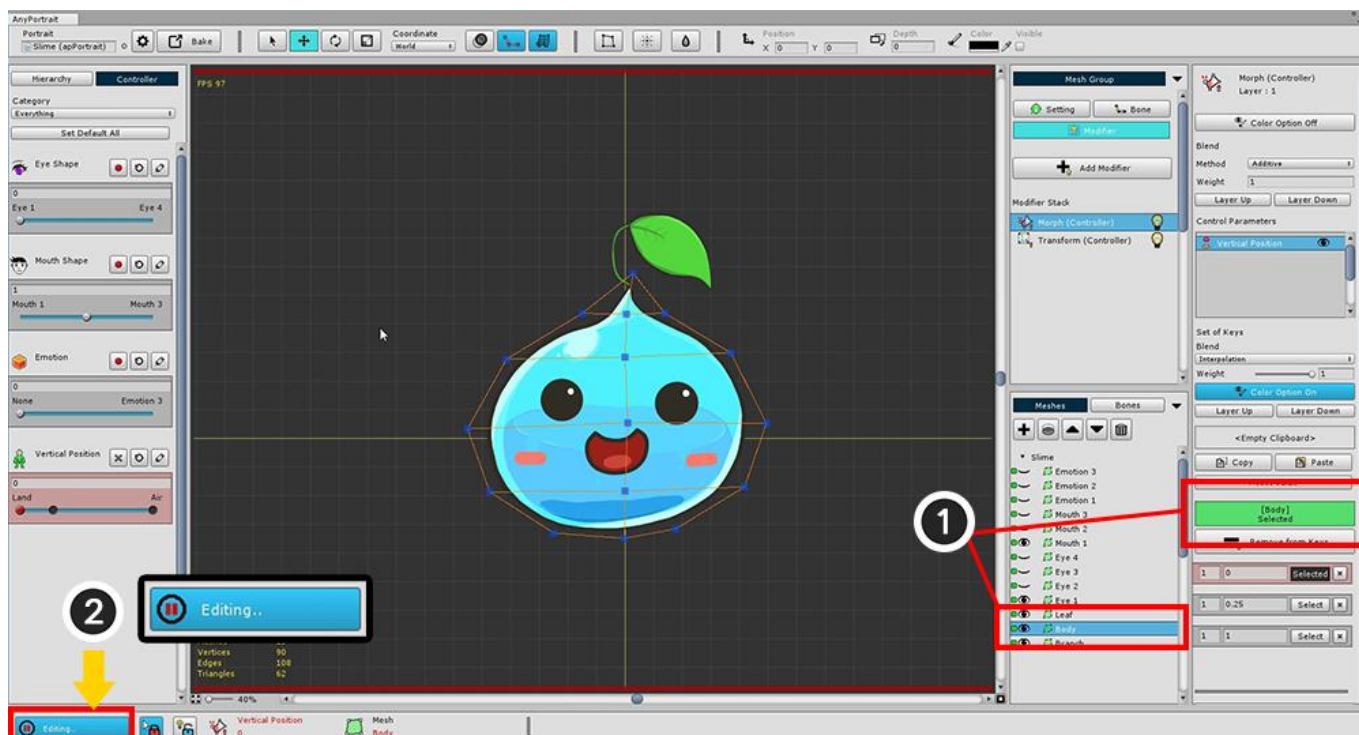 AnyPortrait
Portrait
Slime (apPortrait)
Bake
Coordinate
World
Position
X 0 Y 0
Depth
0
Color
Visible
Hierarchy
Controller
Category
Everything
Set Default All
Eye Shape
0
Eye 1 Eye 4
Mouth Shape
1
Mouth 1 Mouth 3
Emotion
0
None Emotion 3
Vertical Position
0
Land Air
FPS 97
2
Editing..
Vertices 90
Edges 108
Triangles 62
40%
Editing..
Vertical Position
0
Mesh
Body
Mesh Group
Setting
Bone
Modifier
Add Modifier
Modifier Stack
Morph (Controller)
Transform (Controller)
Meshes
Bones
Slime
Emotion 3
Emotion 2
Emotion 1
Mouth 3
Mouth 2
Mouth 1
Eye 4
Eye 3
Eye 2
Eye 1
Leaf
Body
Branch
1
Morph (Controller)
Layer : 1
Color Option Off
Blend
Method Additive
Weight 1
Layer Up Layer Down
Control Parameters
Vertical Position
Set of Keys
Blend
Interpolation
Weight 1
Color Option On
Layer Up Layer Down
<Empty Clipboard>
Copy Paste
[Body]
Selected
Remove from Keys
1 0 Selected
1 0.25 Select
1 1 Select